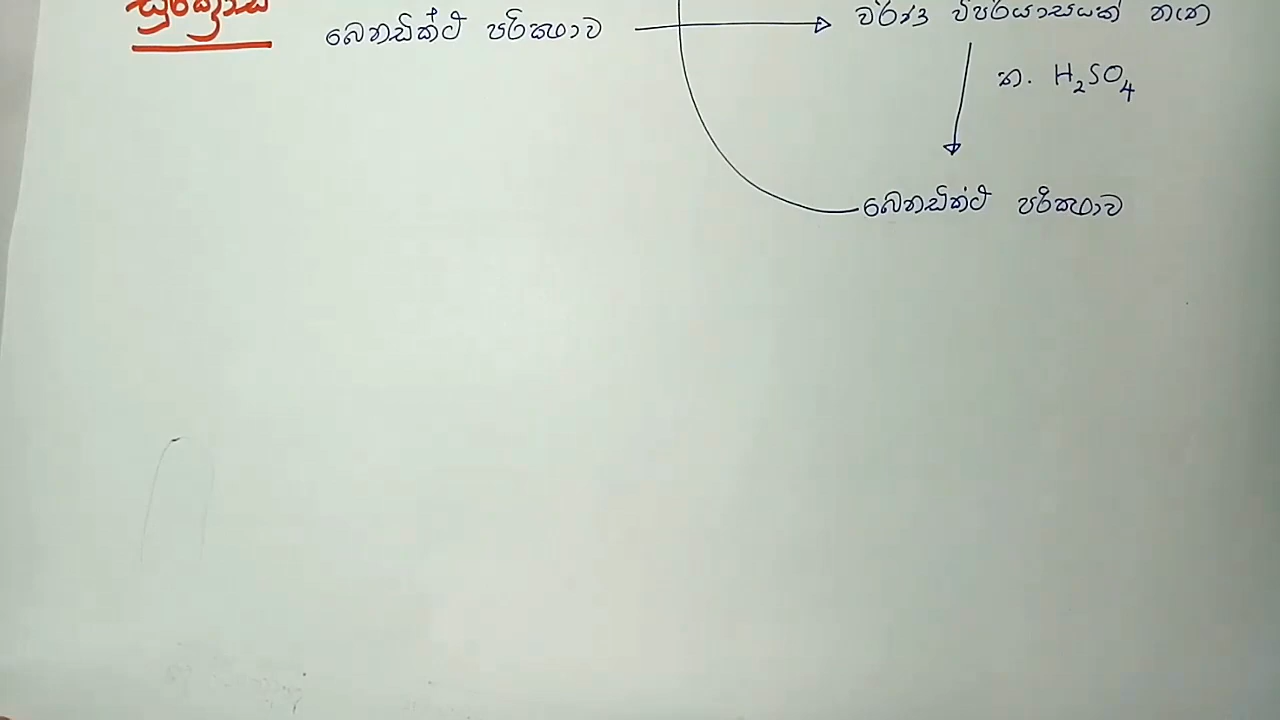 සුක්‍රෝස්
බෙනඩික්ට් පරීක්ෂාව
වර්ණ විපර්යාසයක් නැත
ත. H₂SO₄
බෙනඩික්ට් පරීක්ෂාව